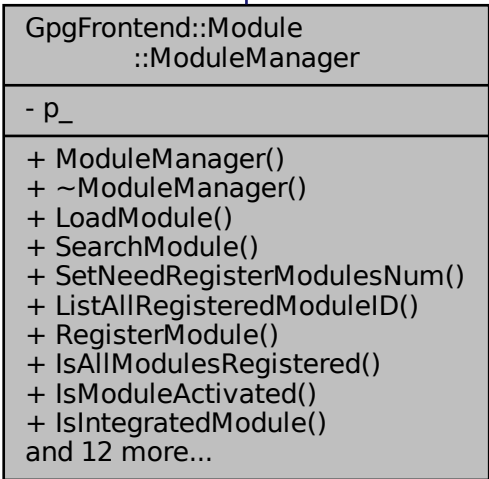 GpgFrontend::Module
::ModuleManager
- p_
+ ModuleManager()
+ ~ModuleManager()
+ LoadModule()
+ SearchModule()
+ SetNeedRegisterModulesNum()
+ ListAllRegisteredModuleID()
+ RegisterModule()
+ IsAllModulesRegistered()
+ IsModuleActivated()
+ IsIntegratedModule()
and 12 more...